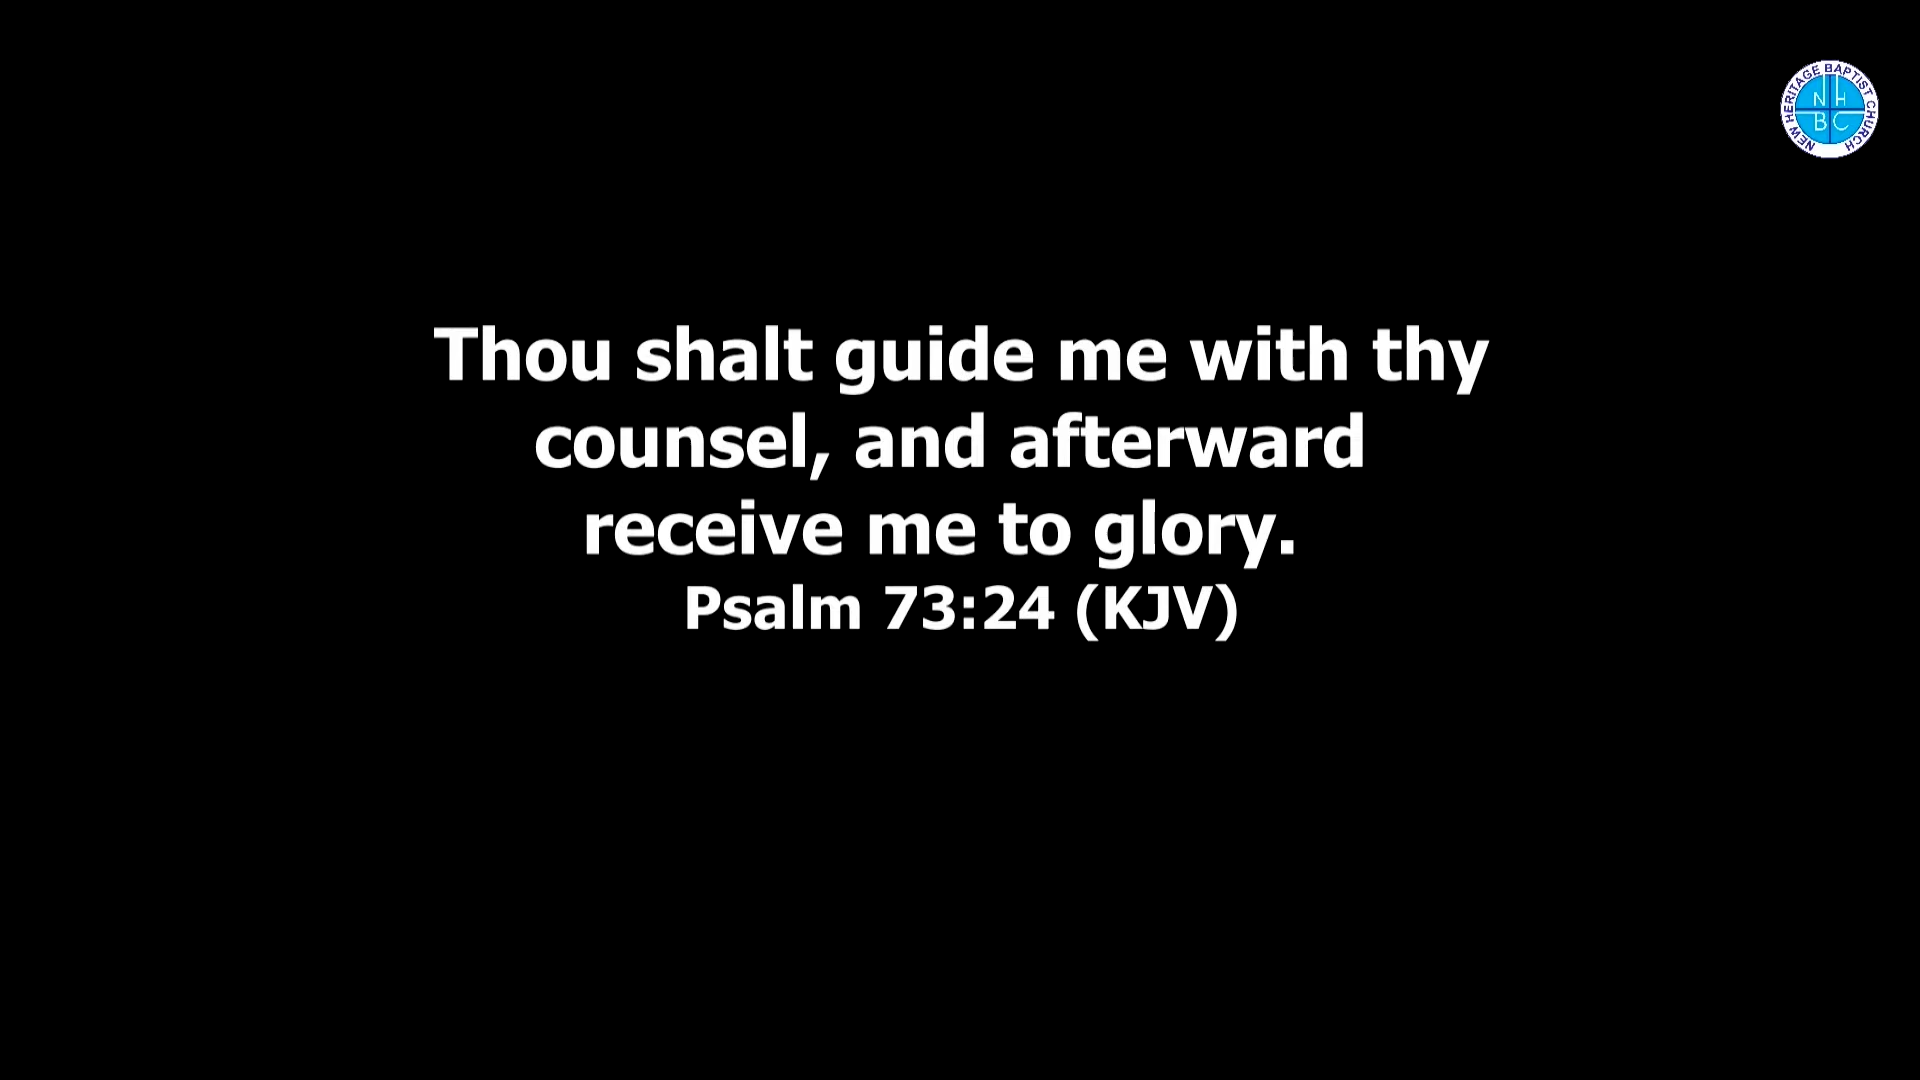 NEW HERITAGE BAPTIST CHURCH
N H
B C
Thou shalt guide me with thy
counsel, and afterward
receive me to glory.
Psalm 73:24 (KJV)